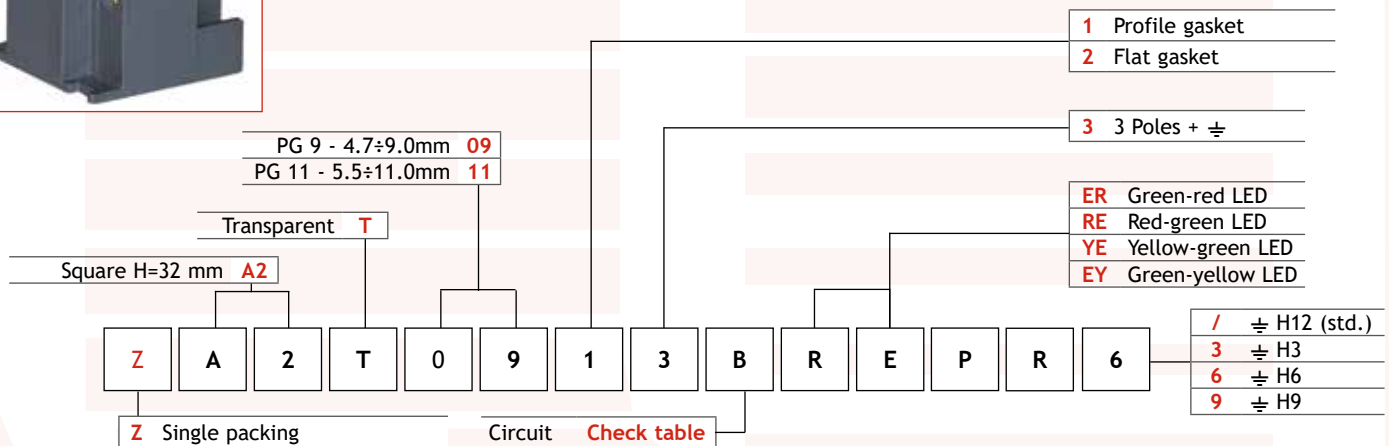 1 Profile gasket
2 Flat gasket
3 3 Poles + ⏚
PG 9 - 4.7÷9.0mm 09
PG 11 - 5.5÷11.0mm 11
ER Green-red LED
RE Red-green LED
YE Yellow-green LED
EY Green-yellow LED
Transparent T
Square H=32 mm A2
Z A 2 T 0 9 1 3 B R E P R 6
/ ⏚ H12 (std.)
3 ⏚ H3
6 ⏚ H6
9 ⏚ H9
Z Single packing
Circuit Check table